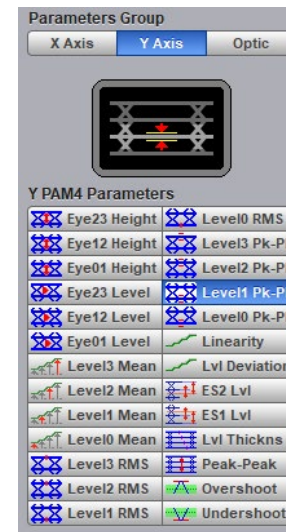 Parameters Group
X Axis Y Axis Optic
Y PAM4 Parameters
Eye23 Height Level0 RMS
Eye12 Height Level3 Pk-P
Eye01 Height Level2 Pk-P
Eye23 Level Level1 Pk-P
Eye12 Level Level0 Pk-P
Eye01 Level Linearity
Level3 Mean Lvl Deviation
Level2 Mean ES2 Lvl
Level1 Mean ES1 Lvl
Level0 Mean Lvl Thickns
Level3 RMS Peak-Peak
Level2 RMS Overshoot
Level1 RMS Undershoot